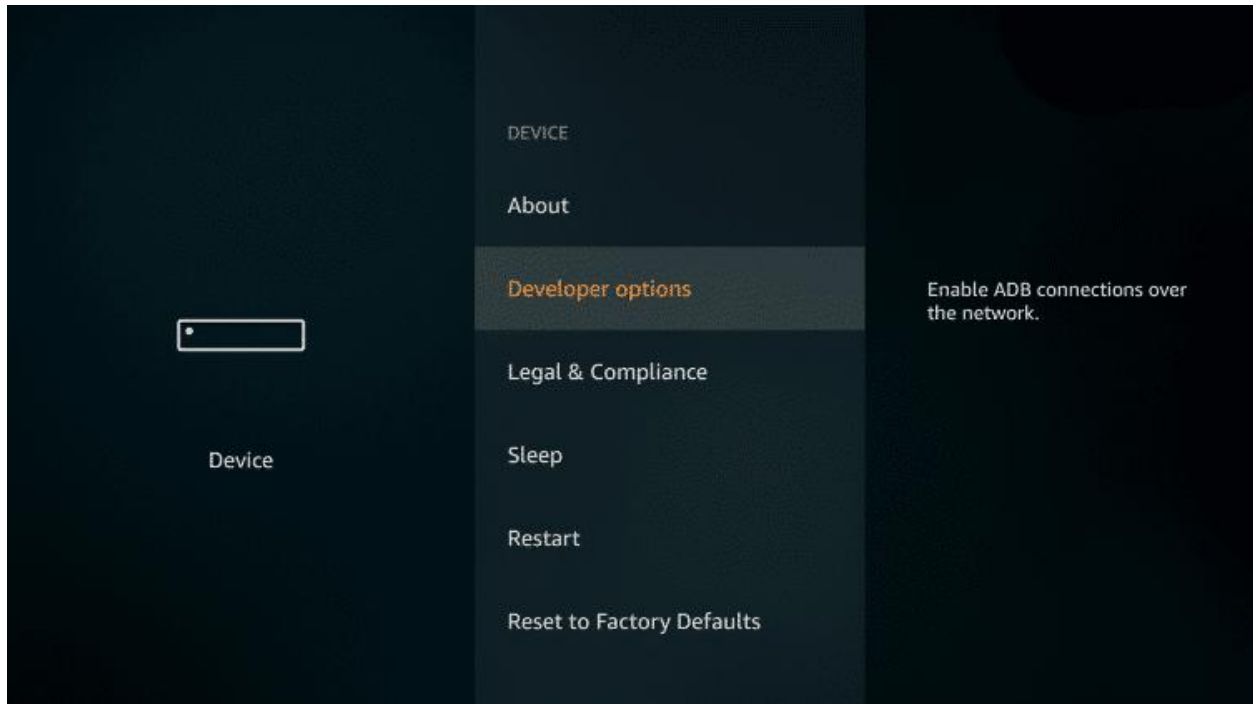 Device
DEVICE
About
Developer options
Legal & Compliance
Sleep
Restart
Reset to Factory Defaults
Enable ADB connections over
the network.